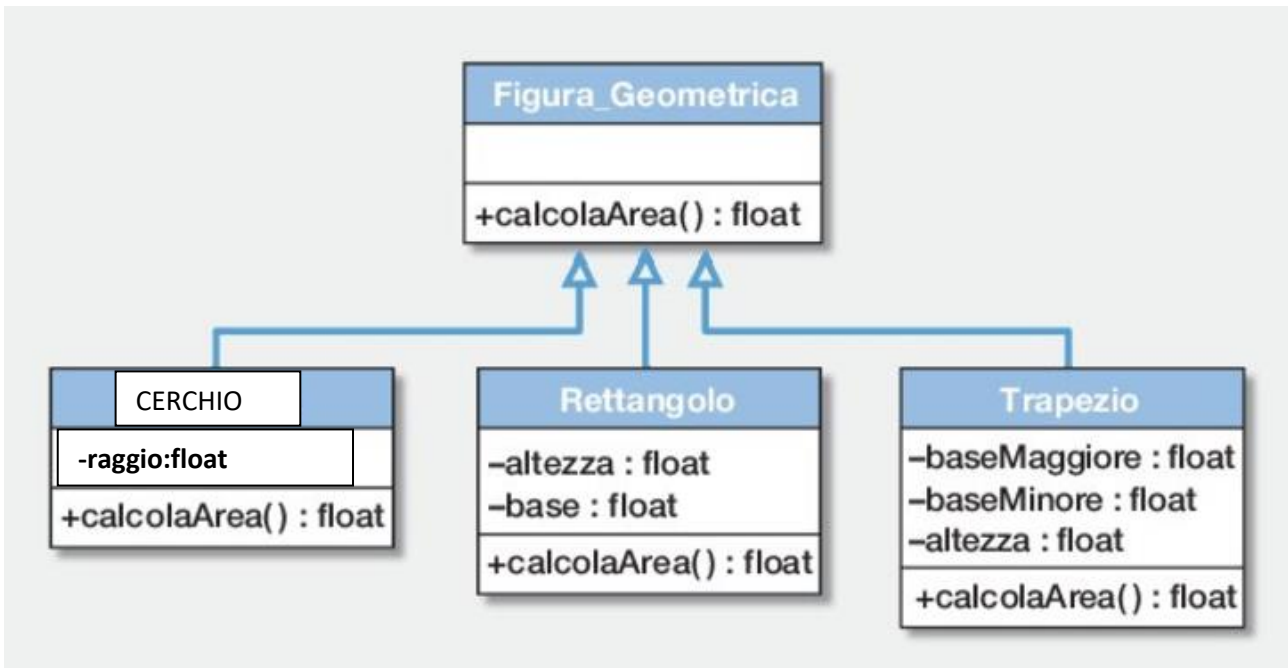 Figura_Geometrica
+calcolaArea( ) : float
CERCHIO
-raggio:float
+calcolaArea() : float
Rettangolo
–altezza : float
–base : float
+calcolaArea() : float
Trapezio
–baseMaggiore : float
–baseMinore : float
–altezza : float
+calcolaArea() : float